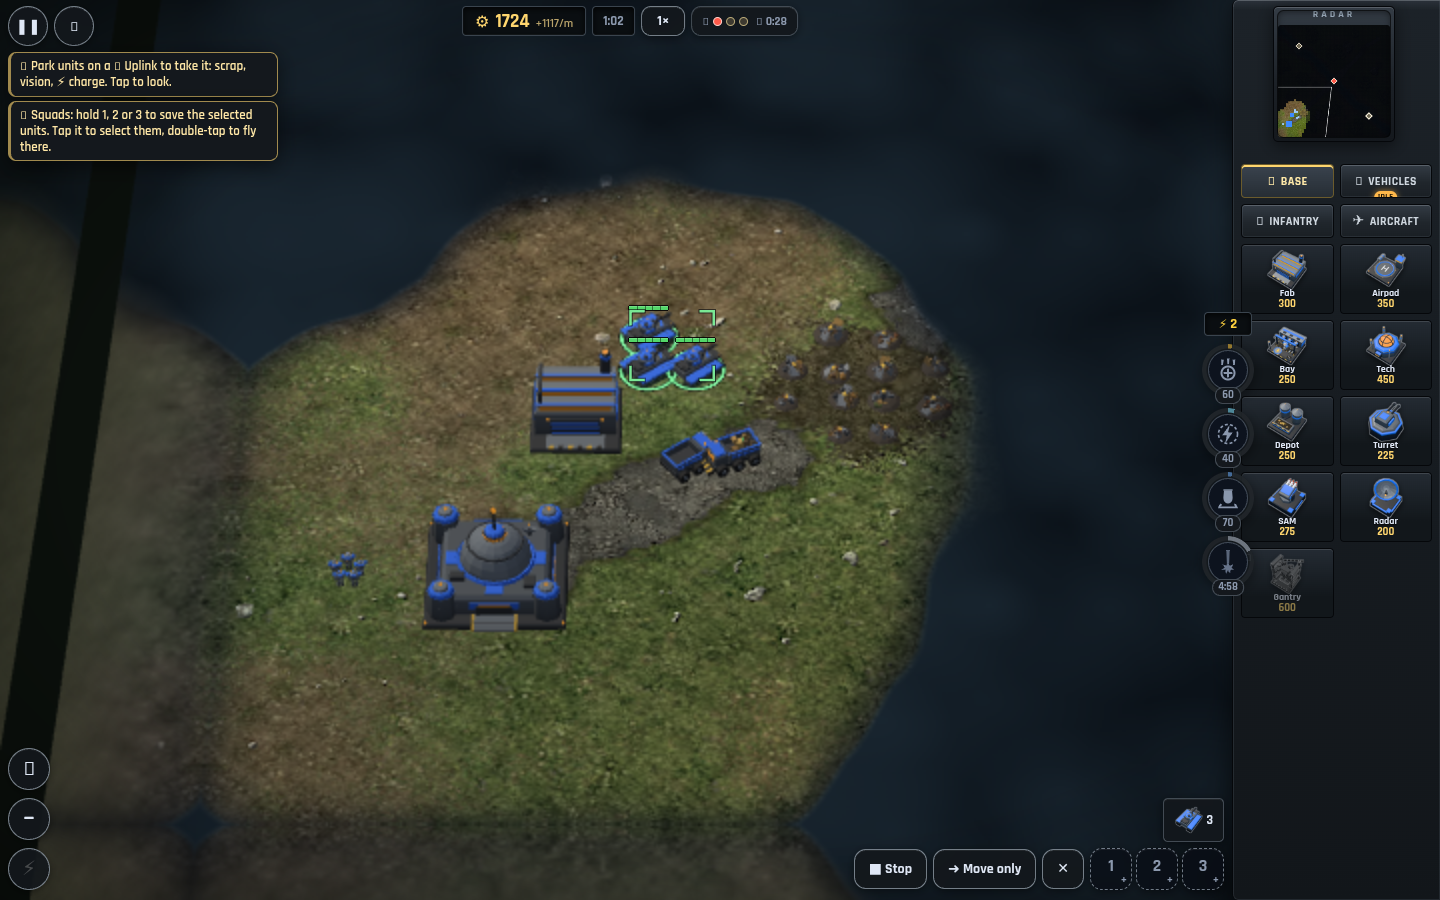 1724 +1117/m
1:02
1×
0:28
RADAR
Park units on a Uplink to take it: scrap,
vision, ⚡ charge. Tap to look.
Squads: hold 1, 2 or 3 to save the selected
units. Tap it to select them, double-tap to fly
there.
BASE
VEHICLES
INFANTRY
AIRCRAFT
Fab
300
Airpad
350
⚡ 2
Bay
250
Tech
450
60
Depot
250
Turret
225
40
SAM
275
Radar
200
70
Gantry
600
4:58
3
Stop
→ Move only
×
1 +
2 +
3 +